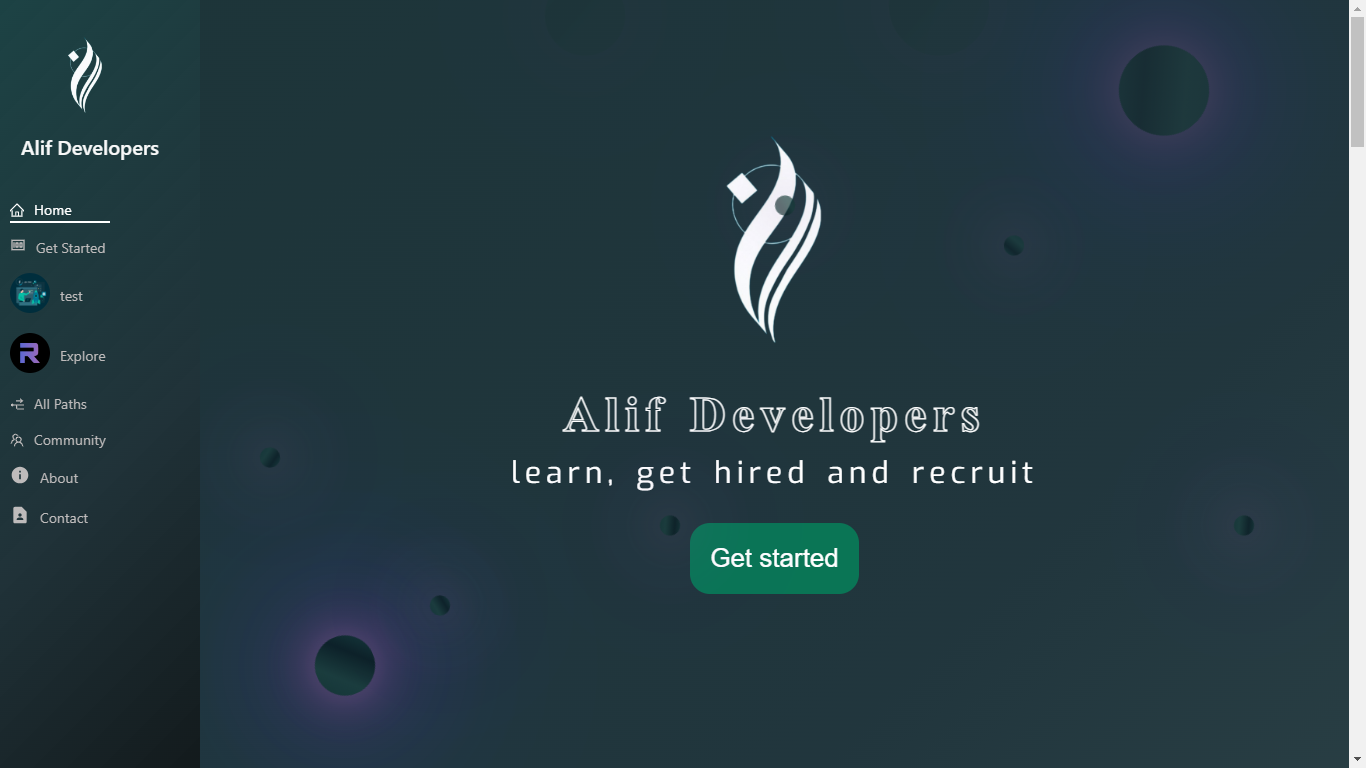 Alif Developers
Home
Get Started
test
Explore
All Paths
Community
About
Contact
Alif Developers
learn, get hired and recruit
Get started